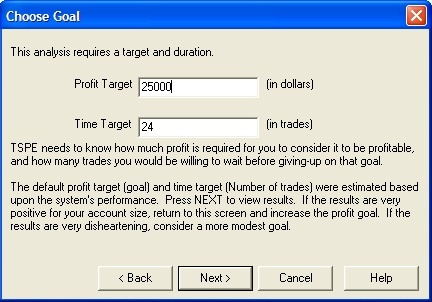 Choose Goal
This analysis requires a target and duration.
Profit Target 25000 (in dollars)
Time Target 24 (in trades)
TSPE needs to know how much profit is required for you to consider it to be profitable,
and how many trades you would be willing to wait before giving-up on that goal.
The default profit target (goal) and time target (Number of trades) were estimated based
upon the system's performance. Press NEXT to view results. If the results are very
positive for your account size, return to this screen and increase the profit goal. If the
results are very disheartening, consider a more modest goal.
< Back Next > Cancel Help